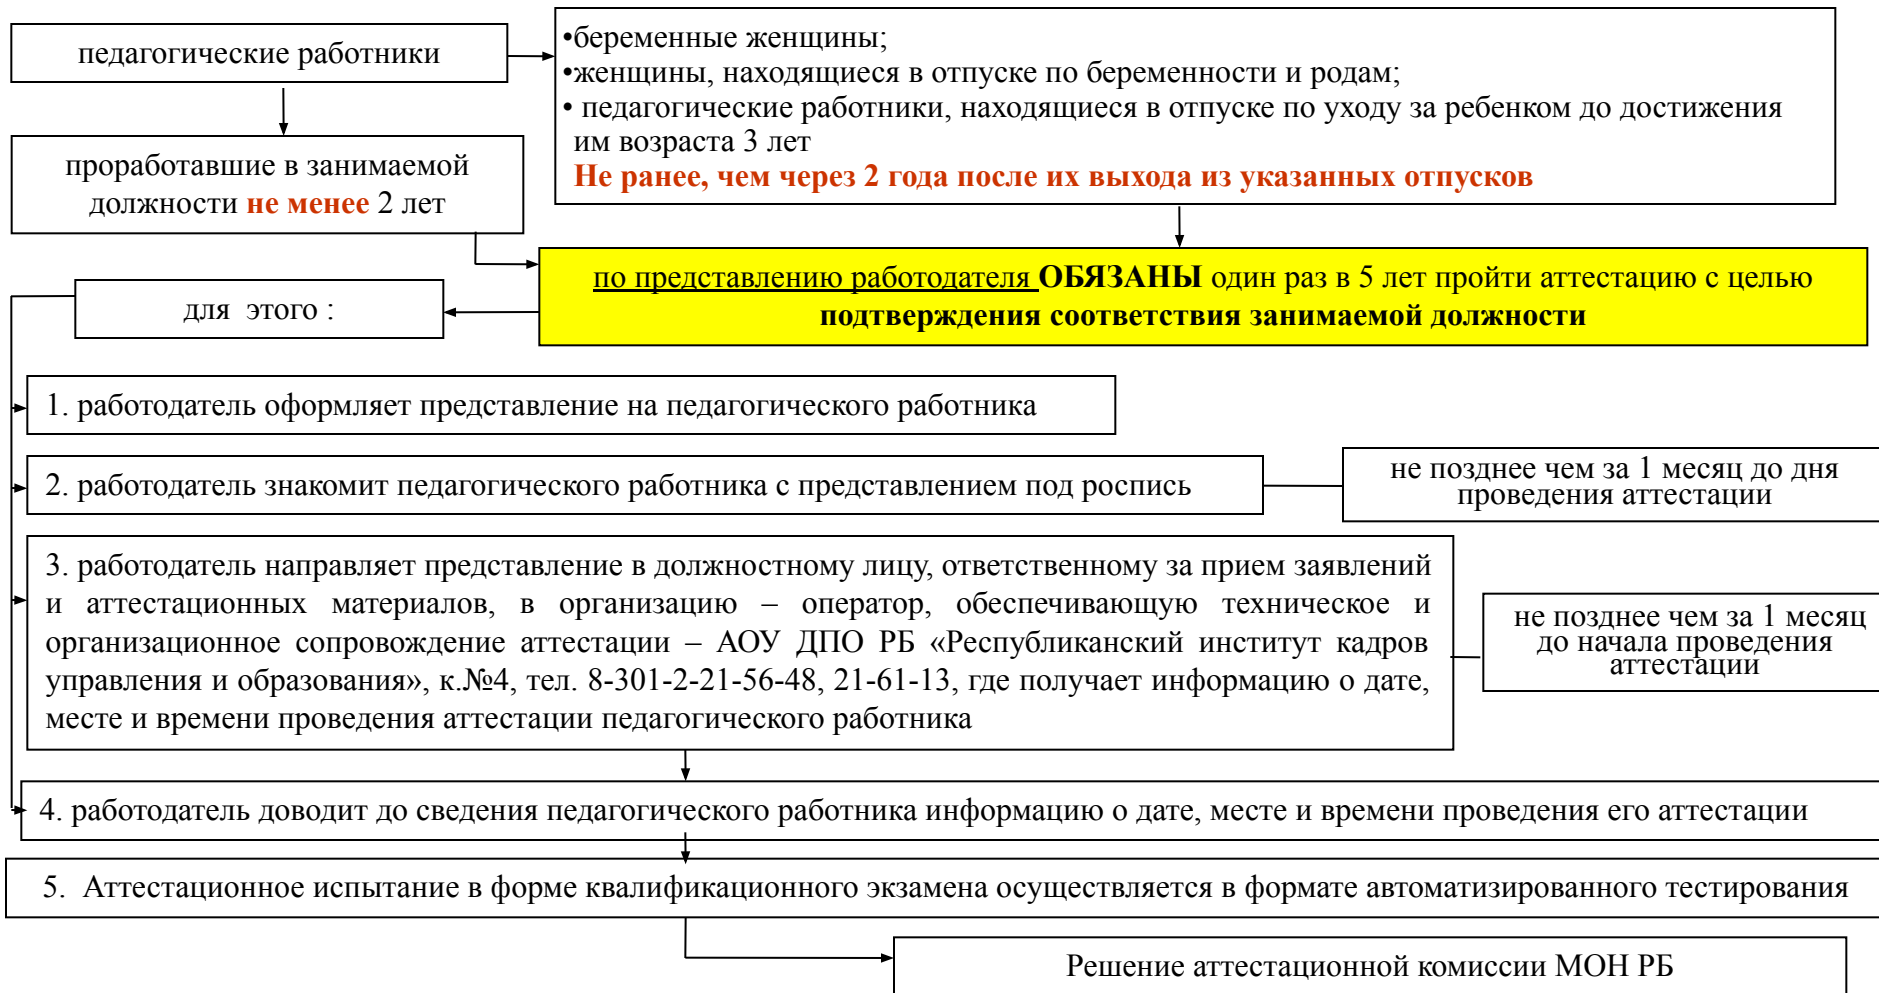 педагогические работники
•беременные женщины;
•женщины, находящиеся в отпуске по беременности и родам;
• педагогические работники, находящиеся в отпуске по уходу за ребенком до достижения
им возраста 3 лет
Не ранее, чем через 2 года после их выхода из указанных отпусков
проработавшие в занимаемой
должности не менее 2 лет
по представлению работодателя ОБЯЗАНЫ один раз в 5 лет пройти аттестацию с целью
подтверждения соответствия занимаемой должности
для этого :
1. работодатель оформляет представление на педагогического работника
2. работодатель знакомит педагогического работника с представлением под роспись
не позднее чем за 1 месяц до дня
проведения аттестации
3. работодатель направляет представление в должностному лицу, ответственному за прием заявлений
и аттестационных материалов, в организацию – оператор, обеспечивающую техническое и
организационное сопровождение аттестации – АОУ ДПО РБ «Республиканский институт кадров
управления и образования», к.№4, тел. 8-301-2-21-56-48, 21-61-13, где получает информацию о дате,
месте и времени проведения аттестации педагогического работника
не позднее чем за 1 месяц
до начала проведения
аттестации
4. работодатель доводит до сведения педагогического работника информацию о дате, месте и времени проведения его аттестации
5. Аттестационное испытание в форме квалификационного экзамена осуществляется в формате автоматизированного тестирования
Решение аттестационной комиссии МОН РБ